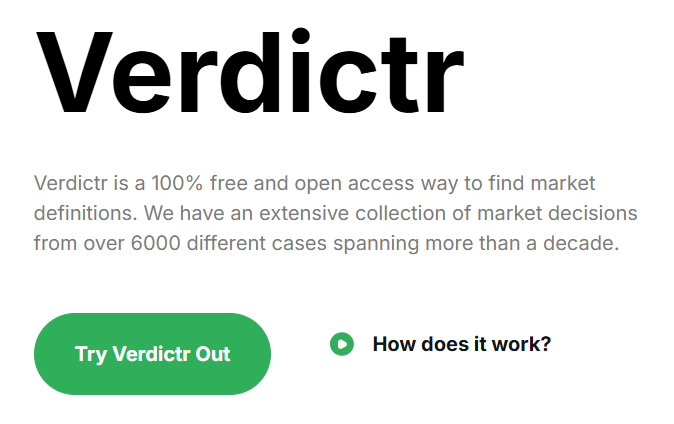 Verdictr
Verdictr is a 100% free and open access way to find market
definitions. We have an extensive collection of market decisions
from over 6000 different cases spanning more than a decade.
Try Verdictr Out
How does it work?